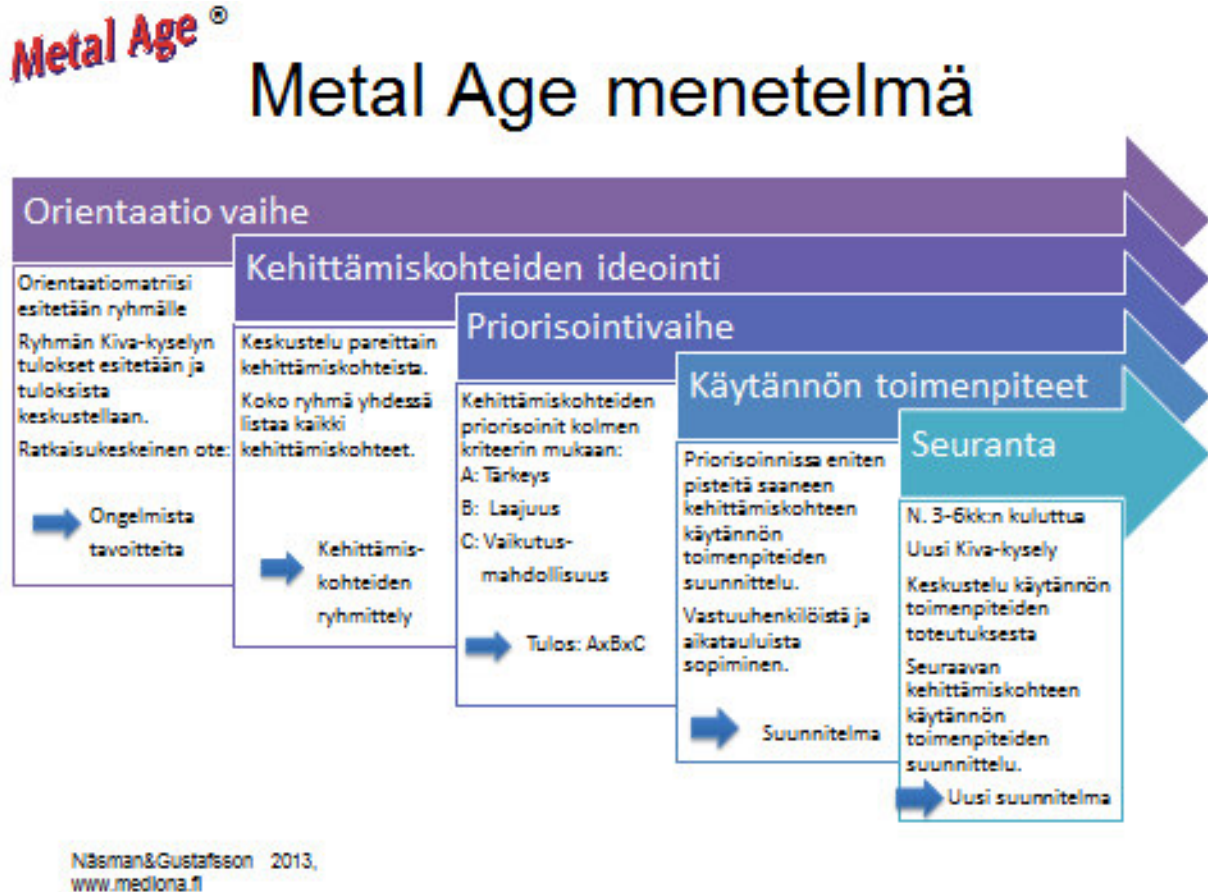 Metal Age ®
Metal Age menetelmä
Orientaatio vaihe
Orientaatiomatriisi
esitetään ryhmälle
Ryhmän Kiva-kyselyn
tulokset esitetään ja
tuloksista
keskustellaan.
Ratkaisukeskeinen ote:
Ongelmista
tavoitteita
Kehittämiskohteiden ideointi
Keskustelu pareittain
kehittämiskohteista.
Koko ryhmä yhdessä
listaa kaikki
kehittämiskohteet.
Kehittämis-
kohteiden
ryhmittely
Priorisointivaihe
Kehittämiskohteiden
priorisoinit kolmen
kriteerin mukaan:
A: Tärkeys
B: Laajuus
C: Vaikutus-
mahdollisuus
Tulos: AxBxC
Käytännön toimenpiteet
Priorisoinnissa eniten
pisteitä saaneen
kehittämiskohteen
käytännön
toimenpiteiden
suunnittelu.
Vastuuhenkilöistä ja
aikatauluista
sopiminen.
Suunnitelma
Seuranta
N. 3-6kk:n kuluttua
Uusi Kiva-kysely
Keskustelu käytännön
toimenpiteiden
toteutuksesta
Seuraavan
kehittämiskohteen
käytännön
toimenpiteiden
suunnittelu.
Uusi suunnitelma
Näsman&Gustafsson 2013,
www.mediona.fi